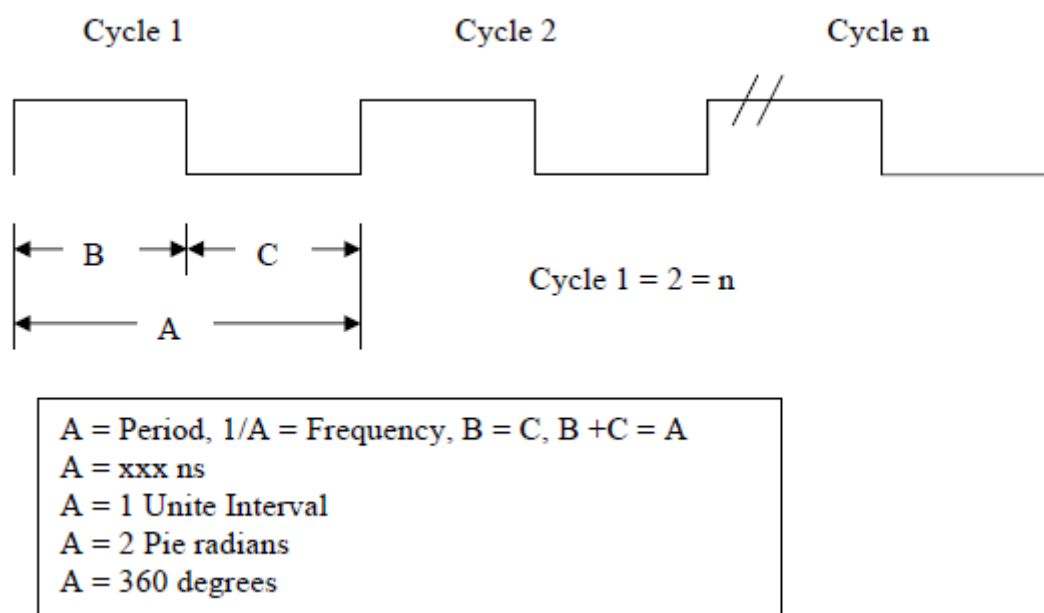 Cycle 1 Cycle 2 Cycle n
B C
Cycle 1 = 2 = n
A
A = Period, 1/A = Frequency, B = C, B +C = A
A = xxx ns
A = 1 Unite Interval
A = 2 Pie radians
A = 360 degrees